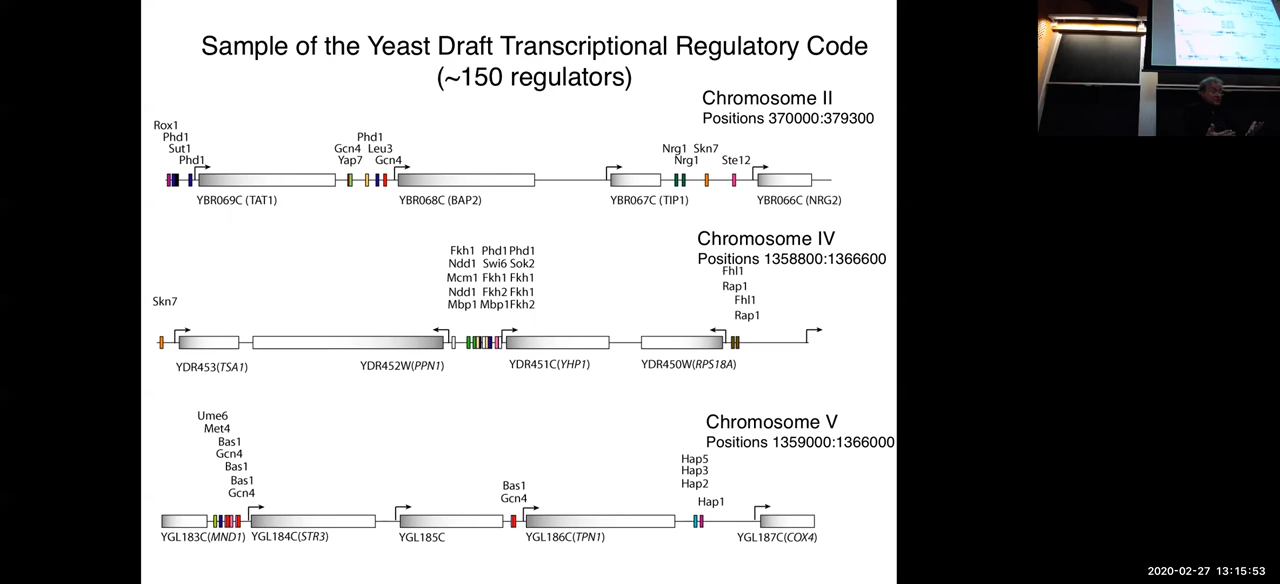 Sample of the Yeast Draft Transcriptional Regulatory Code
(~150 regulators)
Chromosome II
Positions 370000:379300
Rox1
Phd1
Sut1
Phd1
Phd1
Gcn4 Leu3
Yap7 Gcn4
Nrg1 Skn7
Nrg1 Ste12
YBR069C (TAT1)
YBR068C (BAP2)
YBR067C (TIP1)
YBR066C (NRG2)
Chromosome IV
Positions 1358800:1366600
Skn7
Fkh1 Phd1 Phd1
Ndd1 Swi6 Sok2
Mcm1 Fkh1 Fkh1
Ndd1 Fkh2 Fkh1
Mbp1 Mbp1 Fkh2
Fhl1
Rap1
Fhl1
Rap1
YDR453(TSA1)
YDR452W(PPN1)
YDR451C(YHP1)
YDR450W(RPS18A)
Chromosome V
Positions 1359000:1366000
Ume6
Met4
Bas1
Gcn4
Bas1
Bas1
Gcn4
Bas1
Gcn4
Hap5
Hap3
Hap2
Hap1
YGL183C(MND1)
YGL184C(STR3)
YGL185C
YGL186C(TPN1)
YGL187C(COX4)
2020-02-27 13:15:53